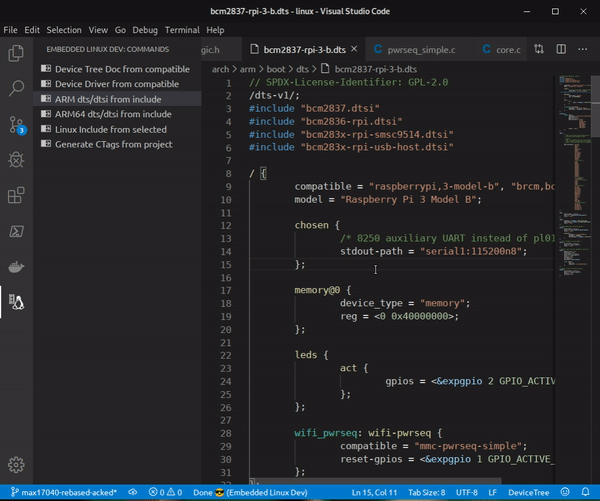 bcm2837-rpi-3-b.dts - linux - Visual Studio Code
File Edit Selection View Go Debug Terminal Help
EMBEDDED LINUX DEV: COMMANDS
Device Tree Doc from compatible
Device Driver from compatible
ARM dts/dtsi from include
ARM64 dts/dtsi from include
Linux Include from selected
Generate CTags from project
3
gic.h bcm2837-rpi-3-b.dts pwrseq_simple.c core.c
arch > arm > boot > dts > bcm2837-rpi-3-b.dts
1 // SPDX-License-Identifier: GPL-2.0
2 /dts-v1/;
3 #include "bcm2837.dtsi"
4 #include "bcm2836-rpi.dtsi"
5 #include "bcm283x-rpi-smsc9514.dtsi"
6 #include "bcm283x-rpi-usb-host.dtsi"
7
8 / {
9 compatible = "raspberrypi,3-model-b", "brcm,bc
10 model = "Raspberry Pi 3 Model B";
11
12 chosen {
13 /* 8250 auxiliary UART instead of pl01
14 stdout-path = "serial1:115200n8";
15 };
16
17 memory@0 {
18 device_type = "memory";
19 reg = <0 0x40000000>;
20 };
21
22 leds {
23 act {
24 gpios = <&expgpio 2 GPIO_ACTIV
25 };
26 };
27
28 wifi_pwrseq: wifi-pwrseq {
29 compatible = "mmc-pwrseq-simple";
30 reset-gpios = <&expgpio 1 GPIO_ACTIVE_
31 };
max17040-rebased-acked* 0 0 Done 😎 (Embedded Linux Dev) Ln 15, Col 11 Tab Size: 8 UTF-8 LF DeviceTree